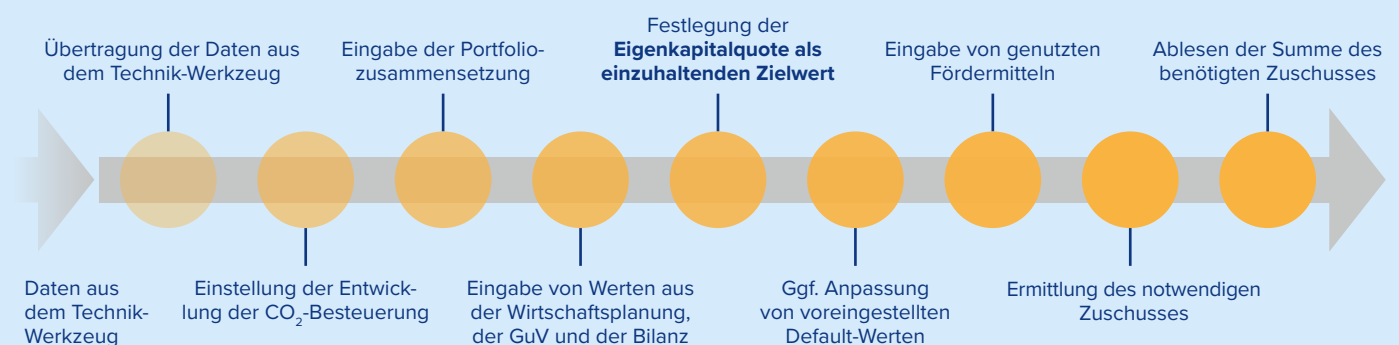 Übertragung der Daten aus
dem Technik-Werkzeug
Eingabe der Portfolio-
zusammensetzung
Festlegung der
Eigenkapitalquote als
einzuhaltenden Zielwert
Eingabe von genutzten
Fördermitteln
Ablesen der Summe des
benötigten Zuschusses
Daten aus
dem Technik-
Werkzeug
Einstellung der Entwick-
lung der CO₂-Besteuerung
Eingabe von Werten aus
der Wirtschaftsplanung,
der GuV und der Bilanz
Ggf. Anpassung
von voreingestellten
Default-Werten
Ermittlung des notwendigen
Zuschusses